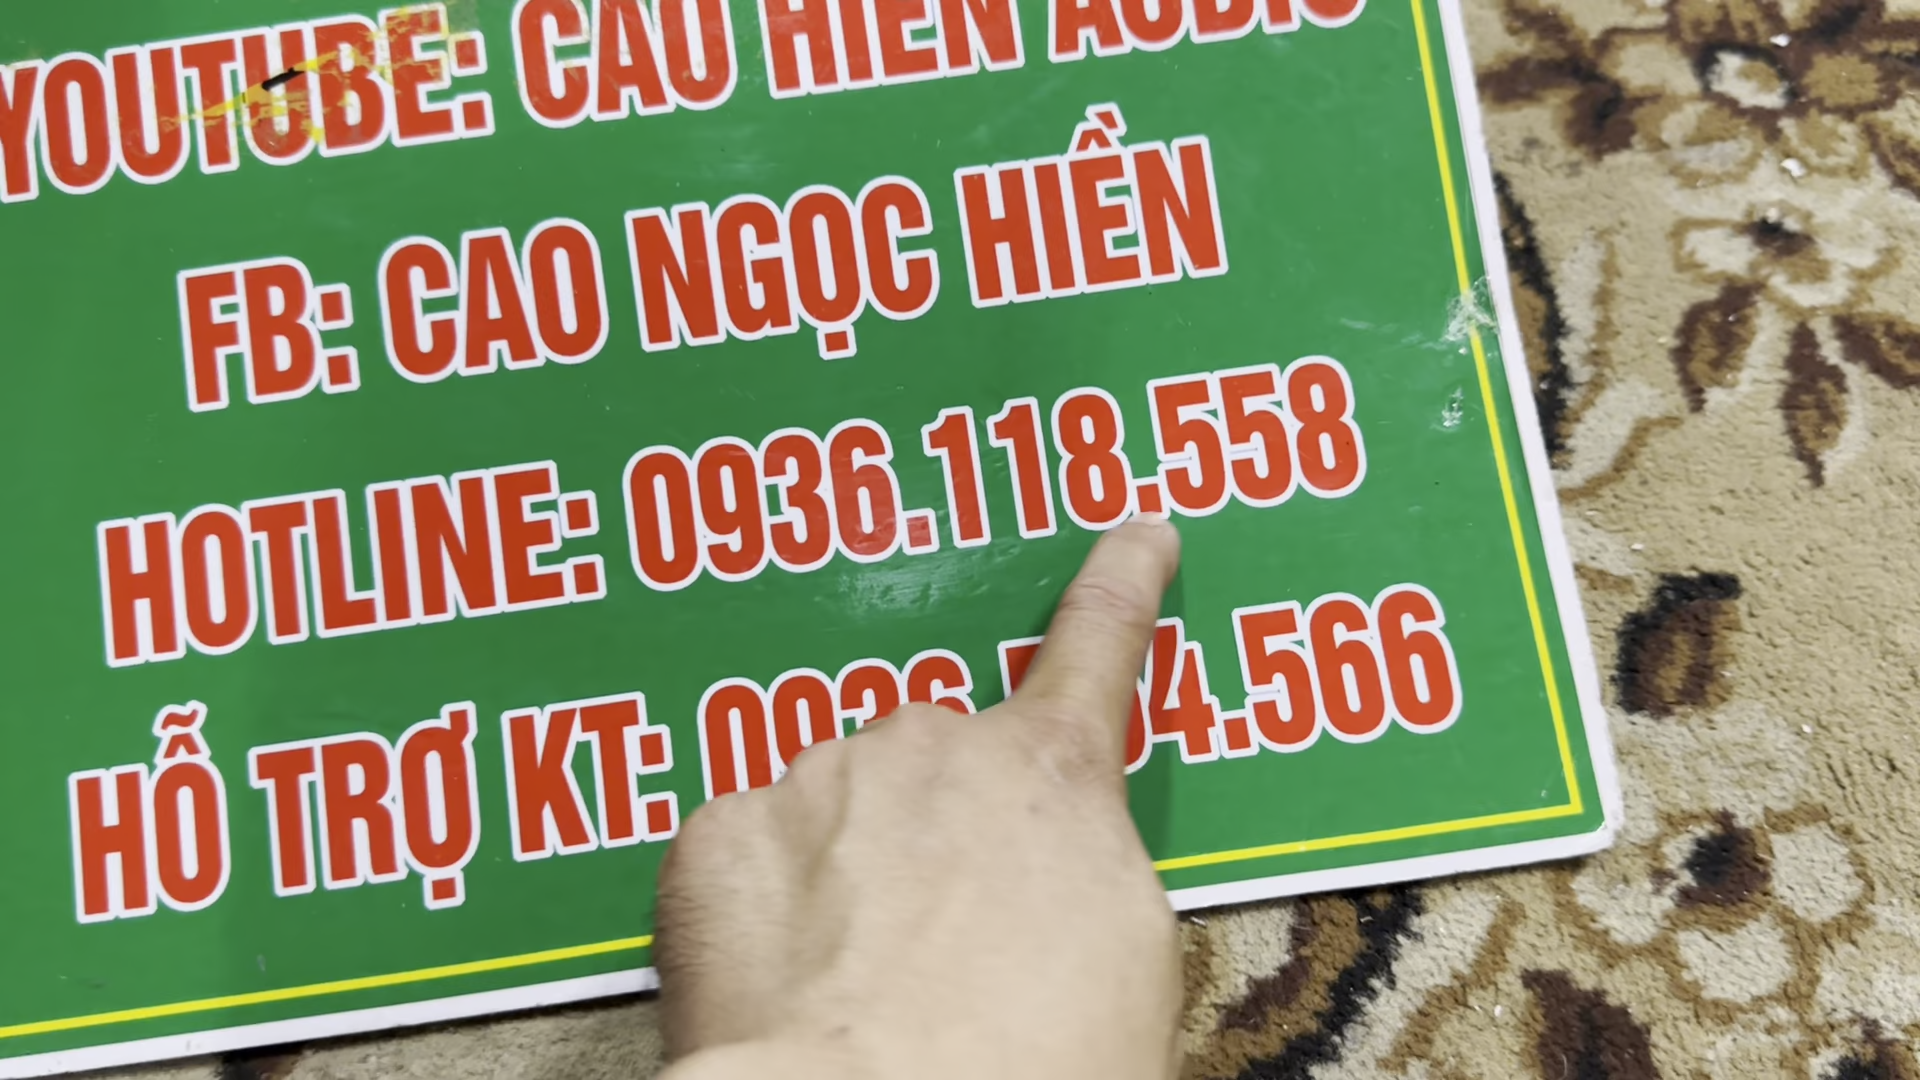 YOUTUBE: CAO HIỀN AUDIO
FB: CAO NGỌC HIỀN
HOTLINE: 0936.118.558
HỖ TRỢ KT: